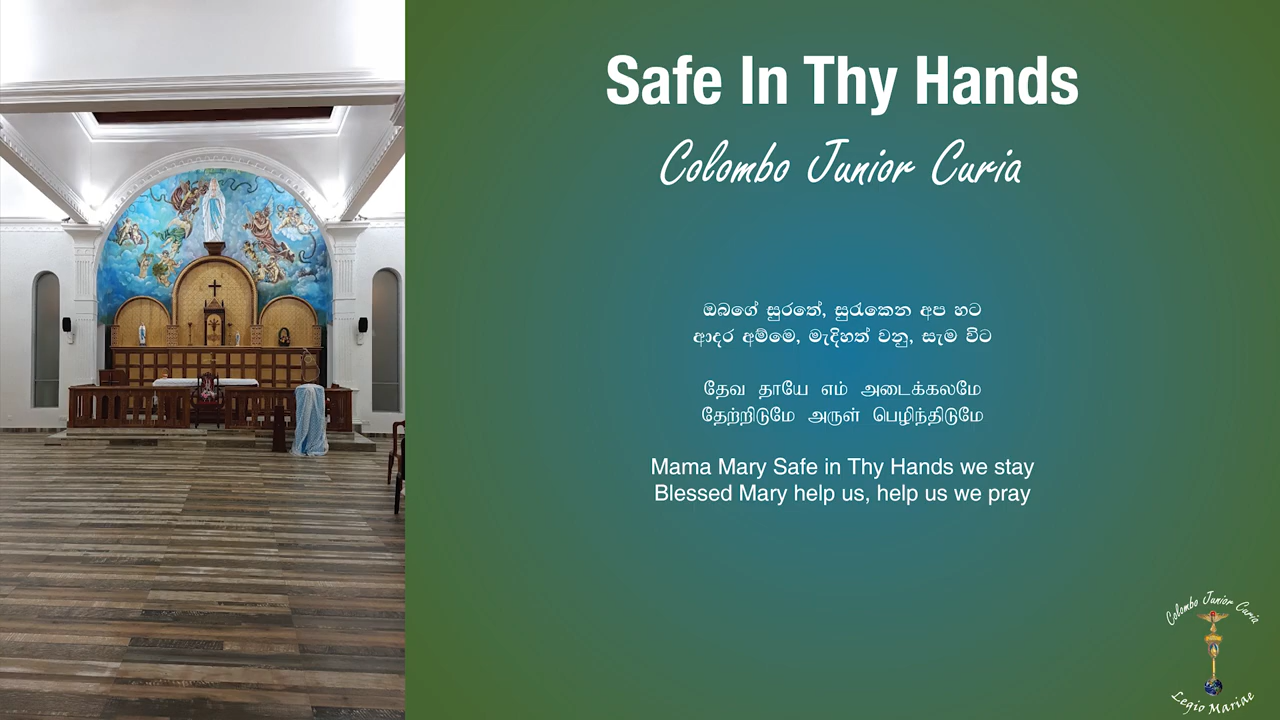 Safe In Thy Hands
Colombo Junior Curia
ඔබගේ සුරතේ, සුරැකෙන අප හට
ආදර අම්මෙ, මැදිහත් වනු, සැම විට
தேவ தாயே எம் அடைக்கலமே
தேற்றிடுமே அருள் பெழிந்திடுமே
Mama Mary Safe in Thy Hands we stay
Blessed Mary help us, help us we pray
Colombo Junior Curia
Legio Mariae